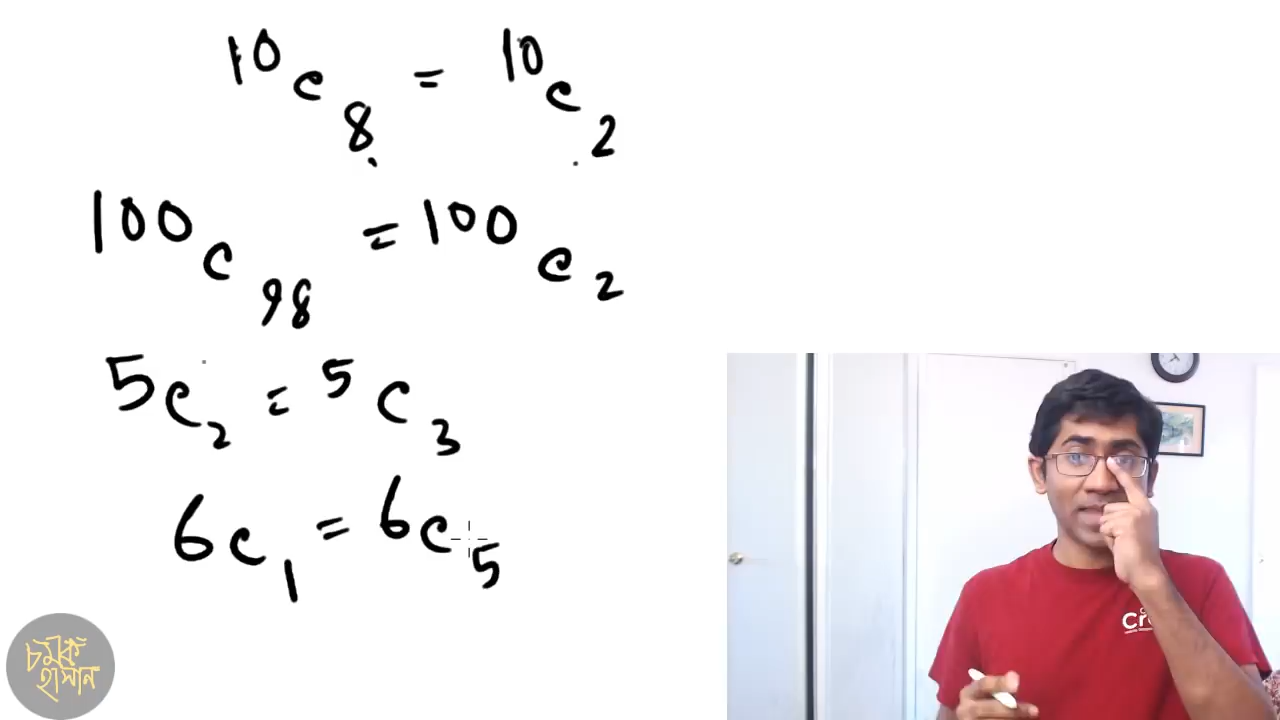 ¹⁰C₈ = ¹⁰C₂
¹⁰⁰C₉₈ = ¹⁰⁰C₂
⁵C₂ = ⁵C₃
⁶C₁ = ⁶C₅
চমক
হাসান